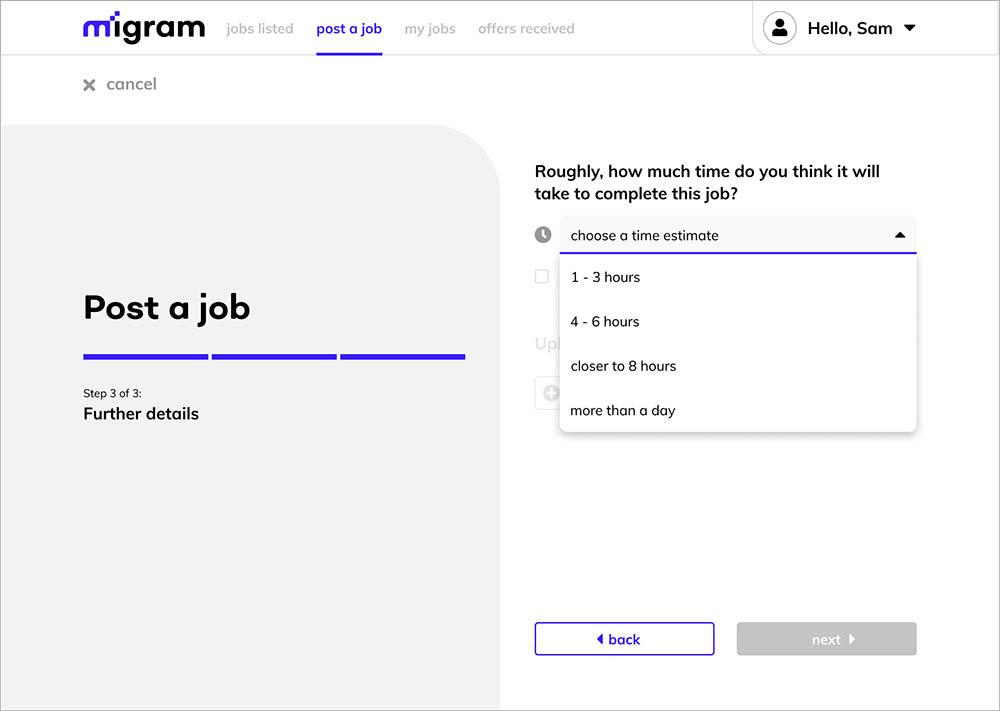 migram
jobs listed
post a job
my jobs
offers received
Hello, Sam
cancel
Post a job
Step 3 of 3:
Further details
Roughly, how much time do you think it will
take to complete this job?
choose a time estimate
1 - 3 hours
4 - 6 hours
closer to 8 hours
more than a day
back
next